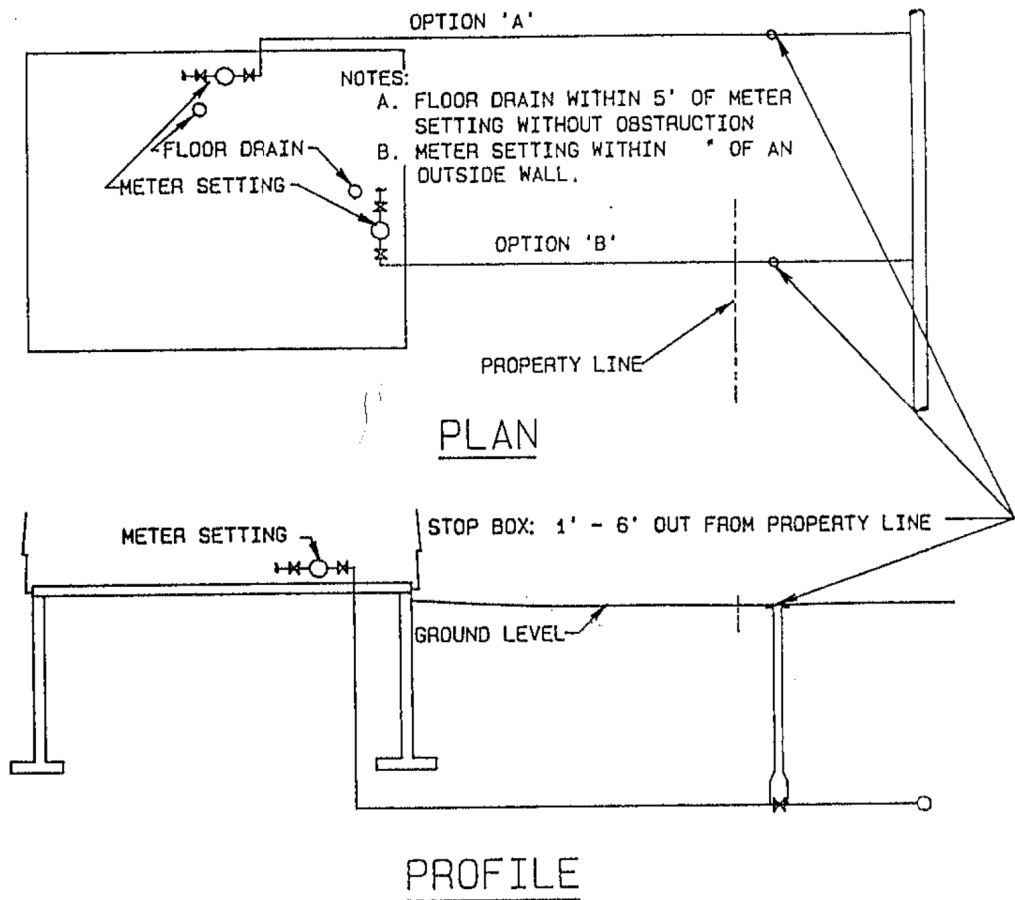 OPTION 'A'
NOTES:
A. FLOOR DRAIN WITHIN 5' OF METER
SETTING WITHOUT OBSTRUCTION
B. METER SETTING WITHIN " OF AN
OUTSIDE WALL.
FLOOR DRAIN
METER SETTING
OPTION 'B'
PROPERTY LINE
PLAN
STOP BOX: 1' - 6' OUT FROM PROPERTY LINE
METER SETTING
GROUND LEVEL
PROFILE